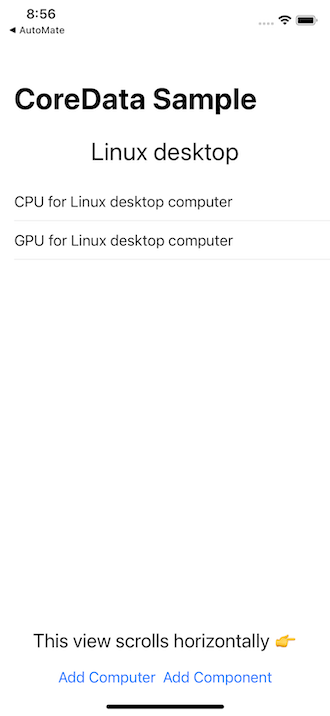 8:56
◀ AutoMate
CoreData Sample
Linux desktop
CPU for Linux desktop computer
GPU for Linux desktop computer
This view scrolls horizontally 👉
Add Computer Add Component